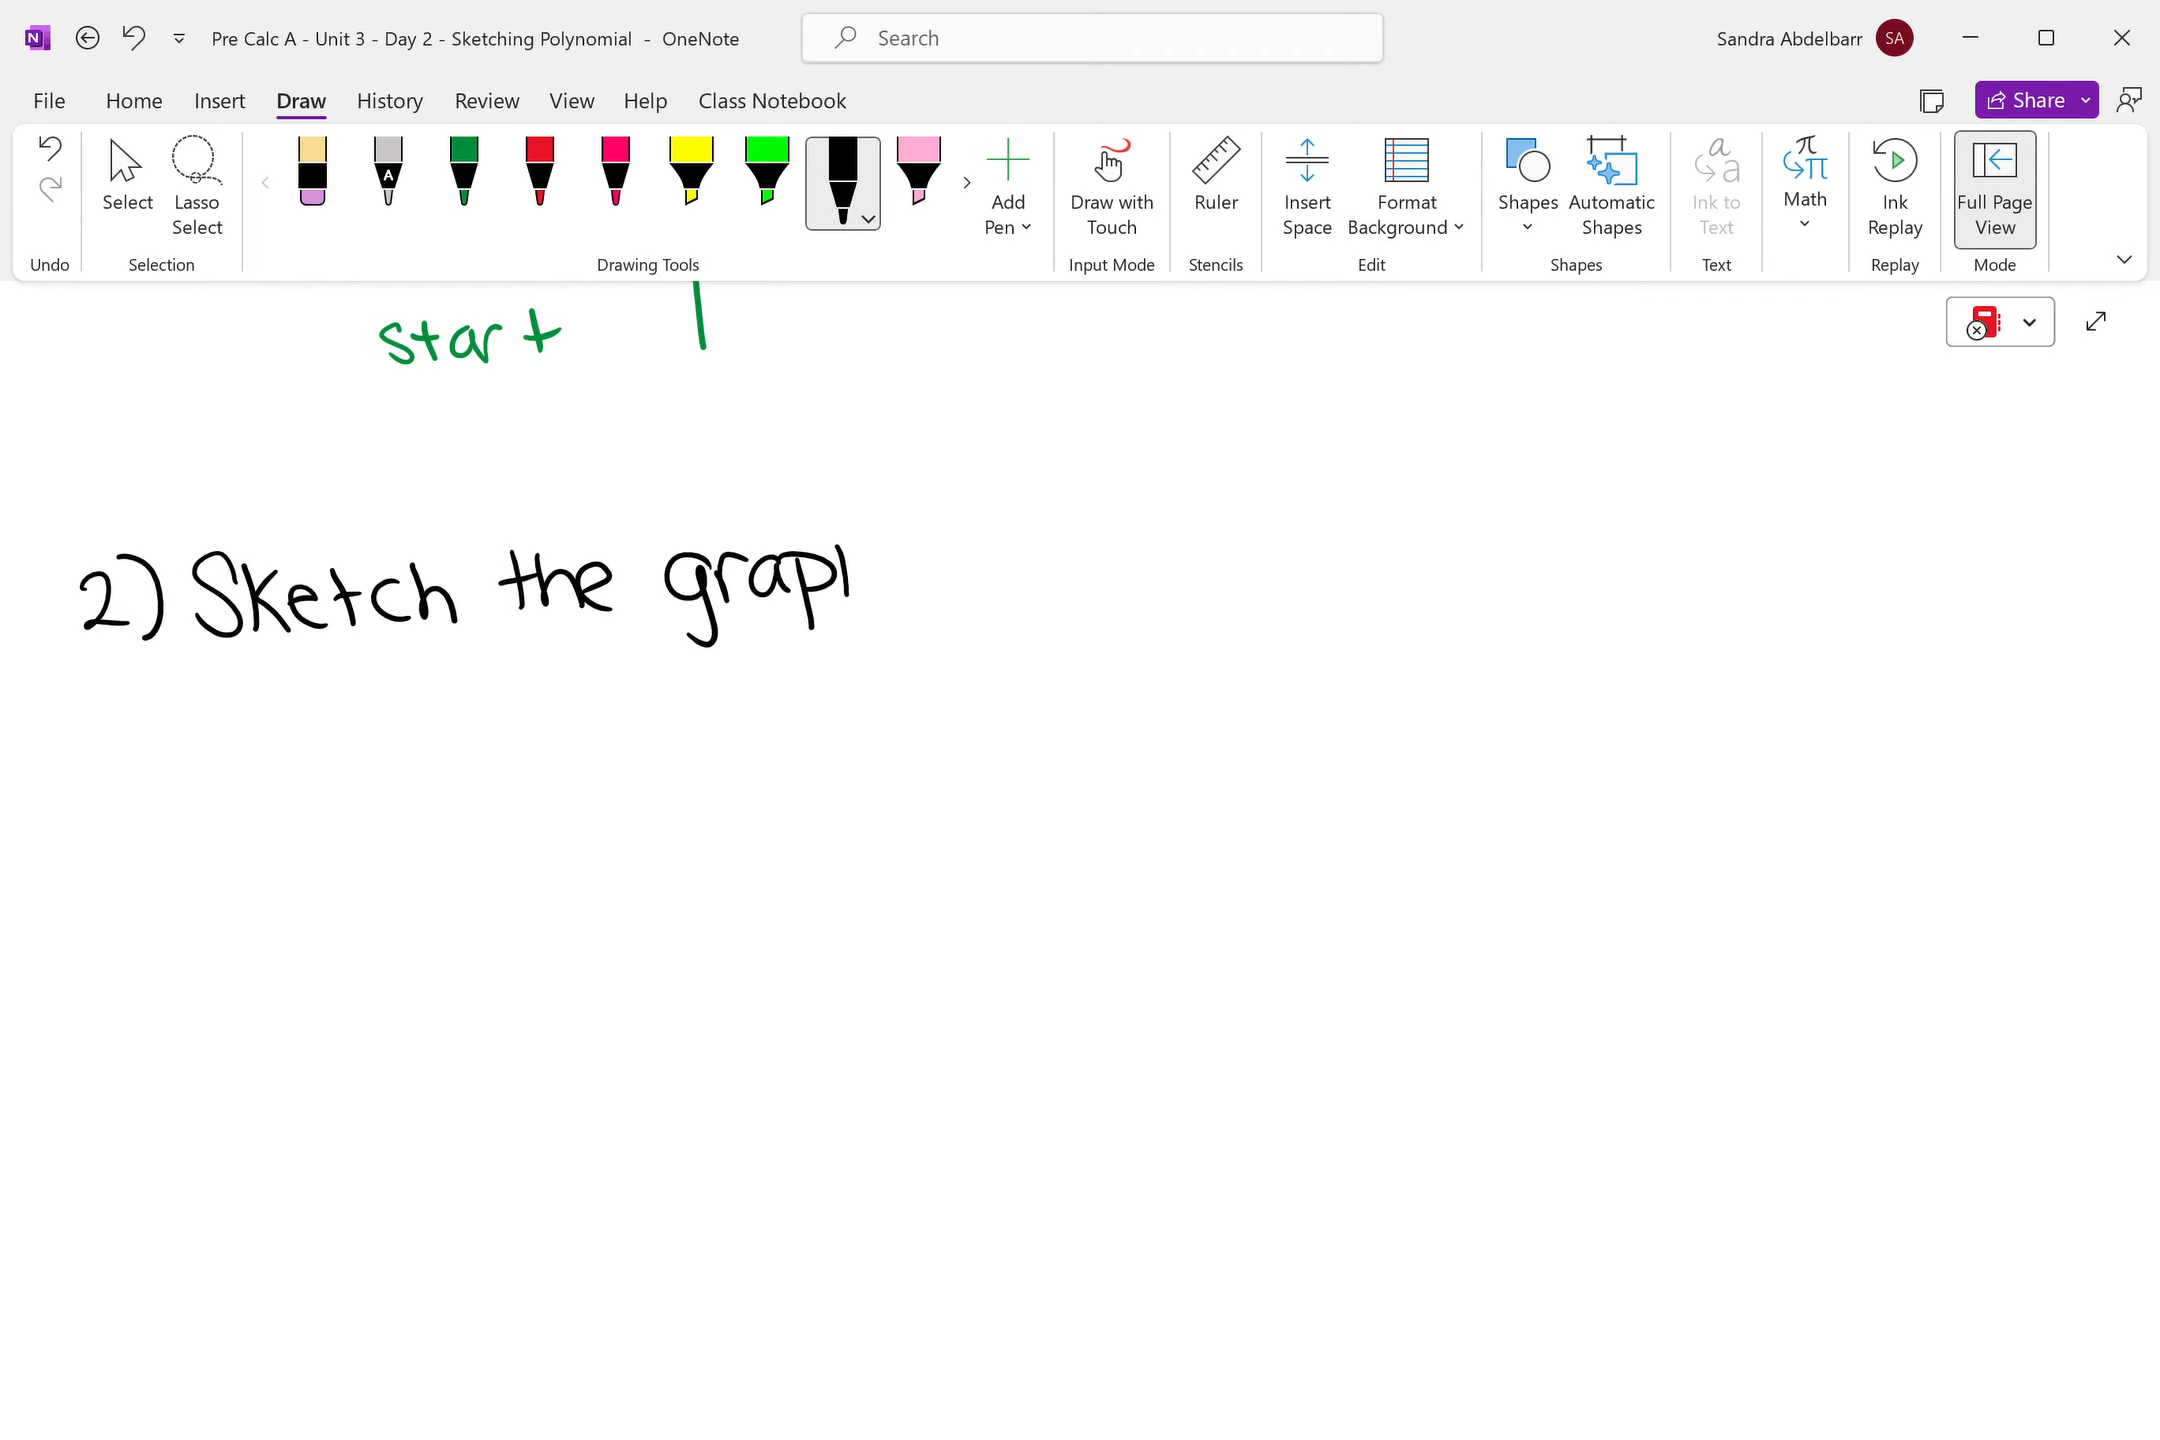 Pre Calc A - Unit 3 - Day 2 - Sketching Polynomial - OneNote
Search
Sandra Abdelbarr SA
File Home Insert Draw History Review View Help Class Notebook
Share
Select
Lasso Select
A
Add Pen
Draw with Touch
Ruler
Insert Space
Format Background
Shapes
Automatic Shapes
Ink to Text
Math
Ink Replay
Full Page View
Undo Selection Drawing Tools Input Mode Stencils Edit Shapes Text Replay Mode
start
2) Sketch the grapl